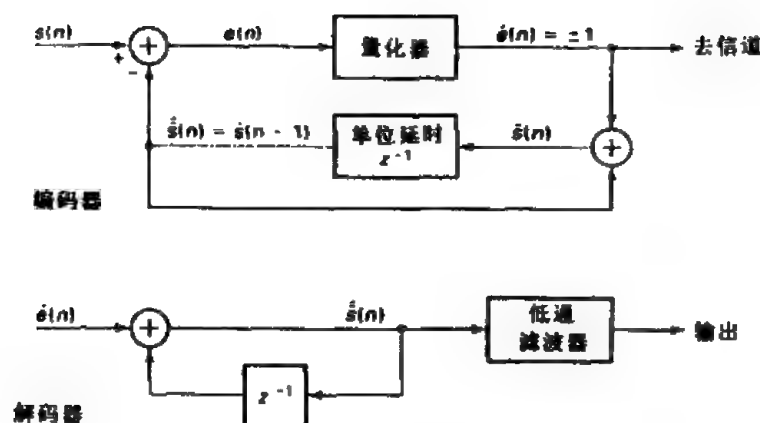 s(n)
+
−
+
e(n)
量化器
ė(n) = ±1
去信道
ŝ̇(n) = ṡ(n - 1)
单位延时
z⁻¹
ṡ(n)
+
编码器
ė(n)
+
ŝ̇(n)
低通
滤波器
输出
z⁻¹
解码器